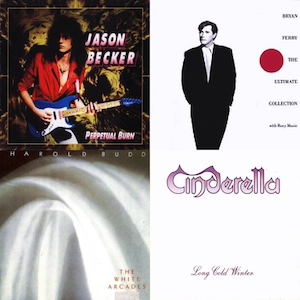 JASON
BECKER
PERPETUAL BURN
BRYAN
FERRY
THE
ULTIMATE
COLLECTION
with Roxy Music
HAROLD BUDD
THE
WHITE
ARCADES
Cinderella
Long Cold Winter